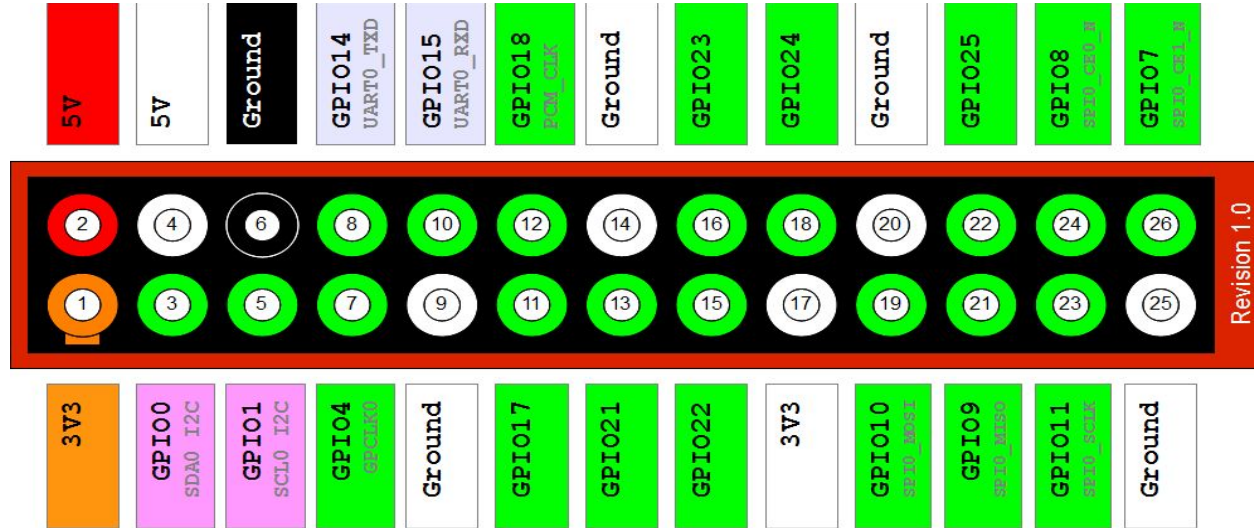 5V
5V
Ground
GPIO14
UART0_TXD
GPIO15
UART0_RXD
GPIO18
PCM_CLK
Ground
GPIO23
GPIO24
Ground
GPIO25
GPIO8
SPI0_CE0_N
GPIO7
SPI0_CE1_N
2 4 6 8 10 12 14 16 18 20 22 24 26
1 3 5 7 9 11 13 15 17 19 21 23 25
Revision 1.0
3V3
GPIO0
SDA0 I2C
GPIO1
SCL0 I2C
GPIO4
GPCLK0
Ground
GPIO17
GPIO21
GPIO22
3V3
GPIO10
SPI0_MOSI
GPIO9
SPI0_MISO
GPIO11
SPI0_SCLK
Ground